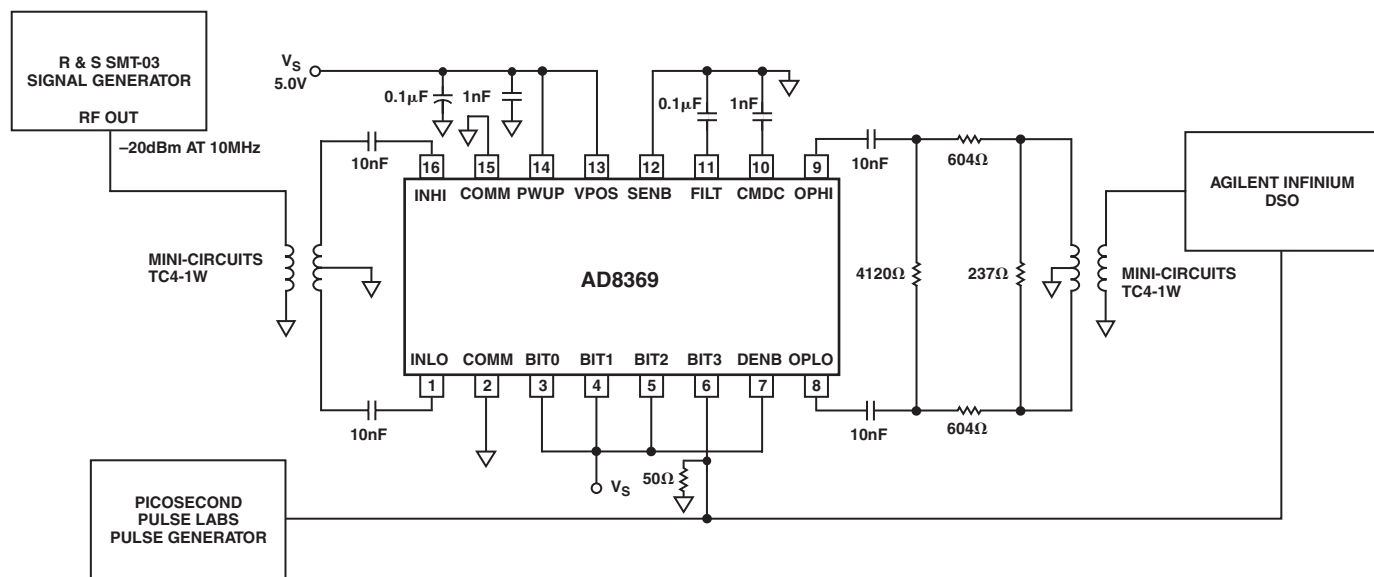 R & S SMT-03
SIGNAL GENERATOR
RF OUT
–20dBm AT 10MHz
VS
5.0V
0.1μF
1nF
0.1μF
1nF
10nF
10nF
604Ω
16
15
14
13
12
11
10
9
INHI
COMM
PWUP
VPOS
SENB
FILT
CMDC
OPHI
AGILENT INFINIUM
DSO
MINI-CIRCUITS
TC4-1W
AD8369
4120Ω
237Ω
MINI-CIRCUITS
TC4-1W
INLO
COMM
BIT0
BIT1
BIT2
BIT3
DENB
OPLO
1
2
3
4
5
6
7
8
10nF
10nF
604Ω
50Ω
VS
PICOSECOND
PULSE LABS
PULSE GENERATOR